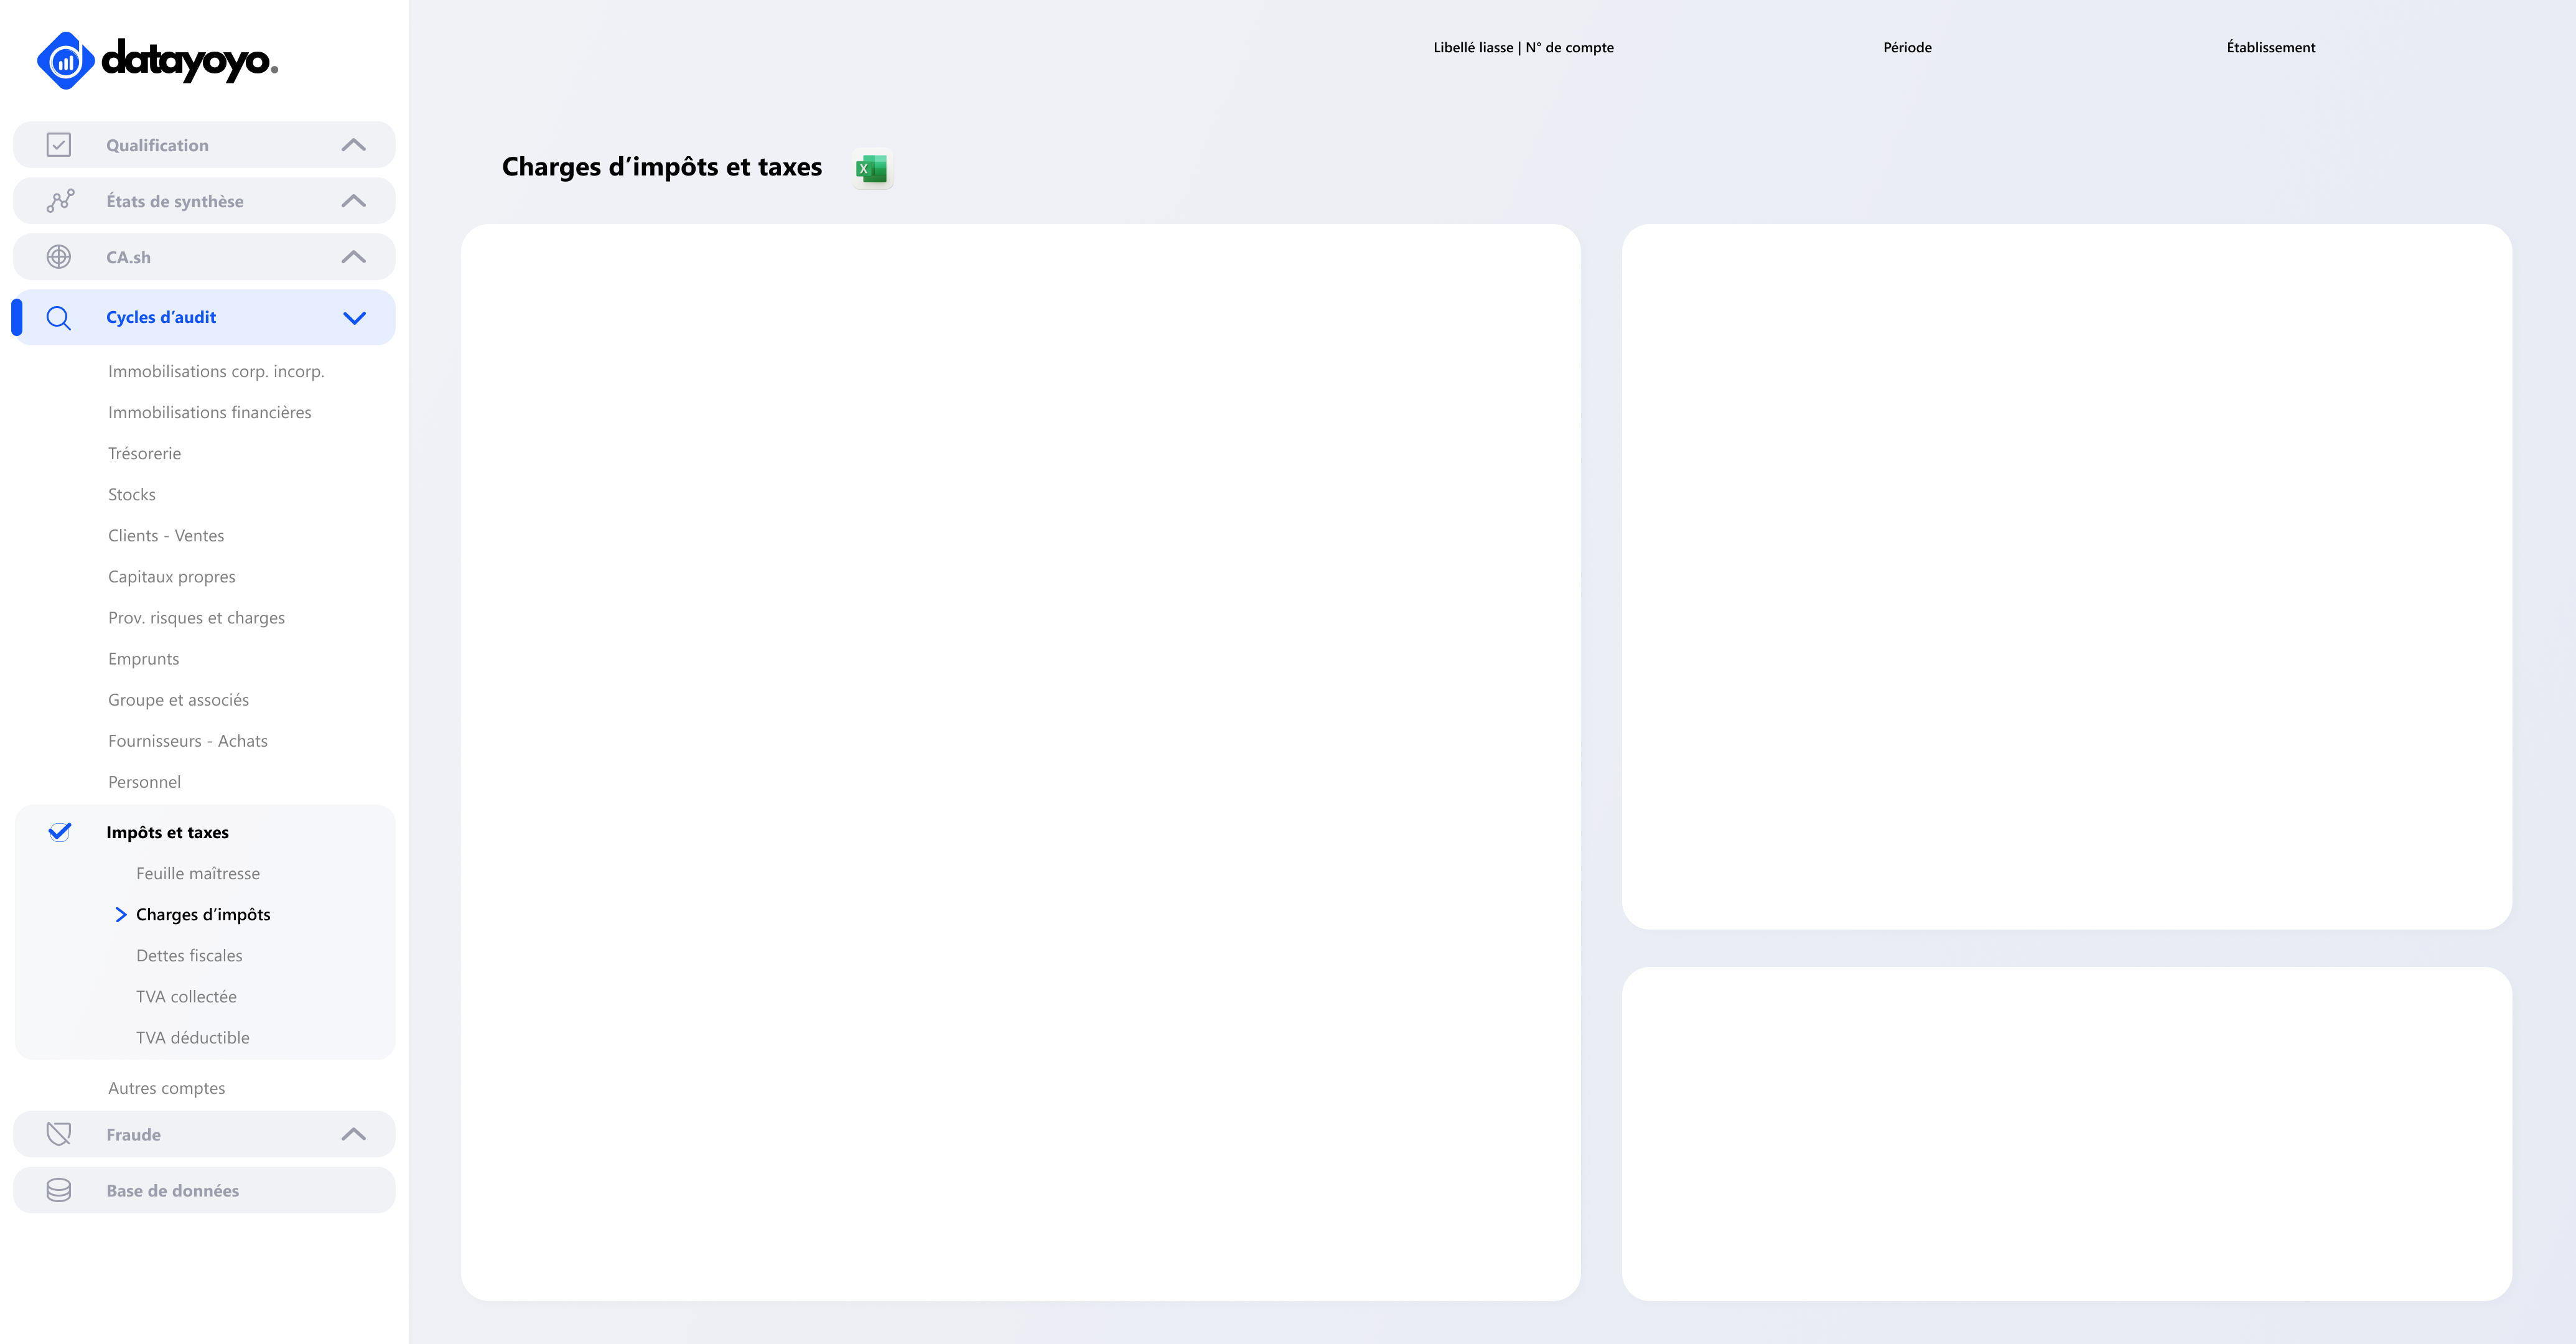 datayoyo.
Libellé liasse | N° de compte
Période
Établissement
Qualification
États de synthèse
CA.sh
Cycles d’audit
Immobilisations corp. incorp.
Immobilisations financières
Trésorerie
Stocks
Clients - Ventes
Capitaux propres
Prov. risques et charges
Emprunts
Groupe et associés
Fournisseurs - Achats
Personnel
Impôts et taxes
Feuille maîtresse
Charges d’impôts
Dettes fiscales
TVA collectée
TVA déductible
Autres comptes
Fraude
Base de données
Charges d’impôts et taxes
X